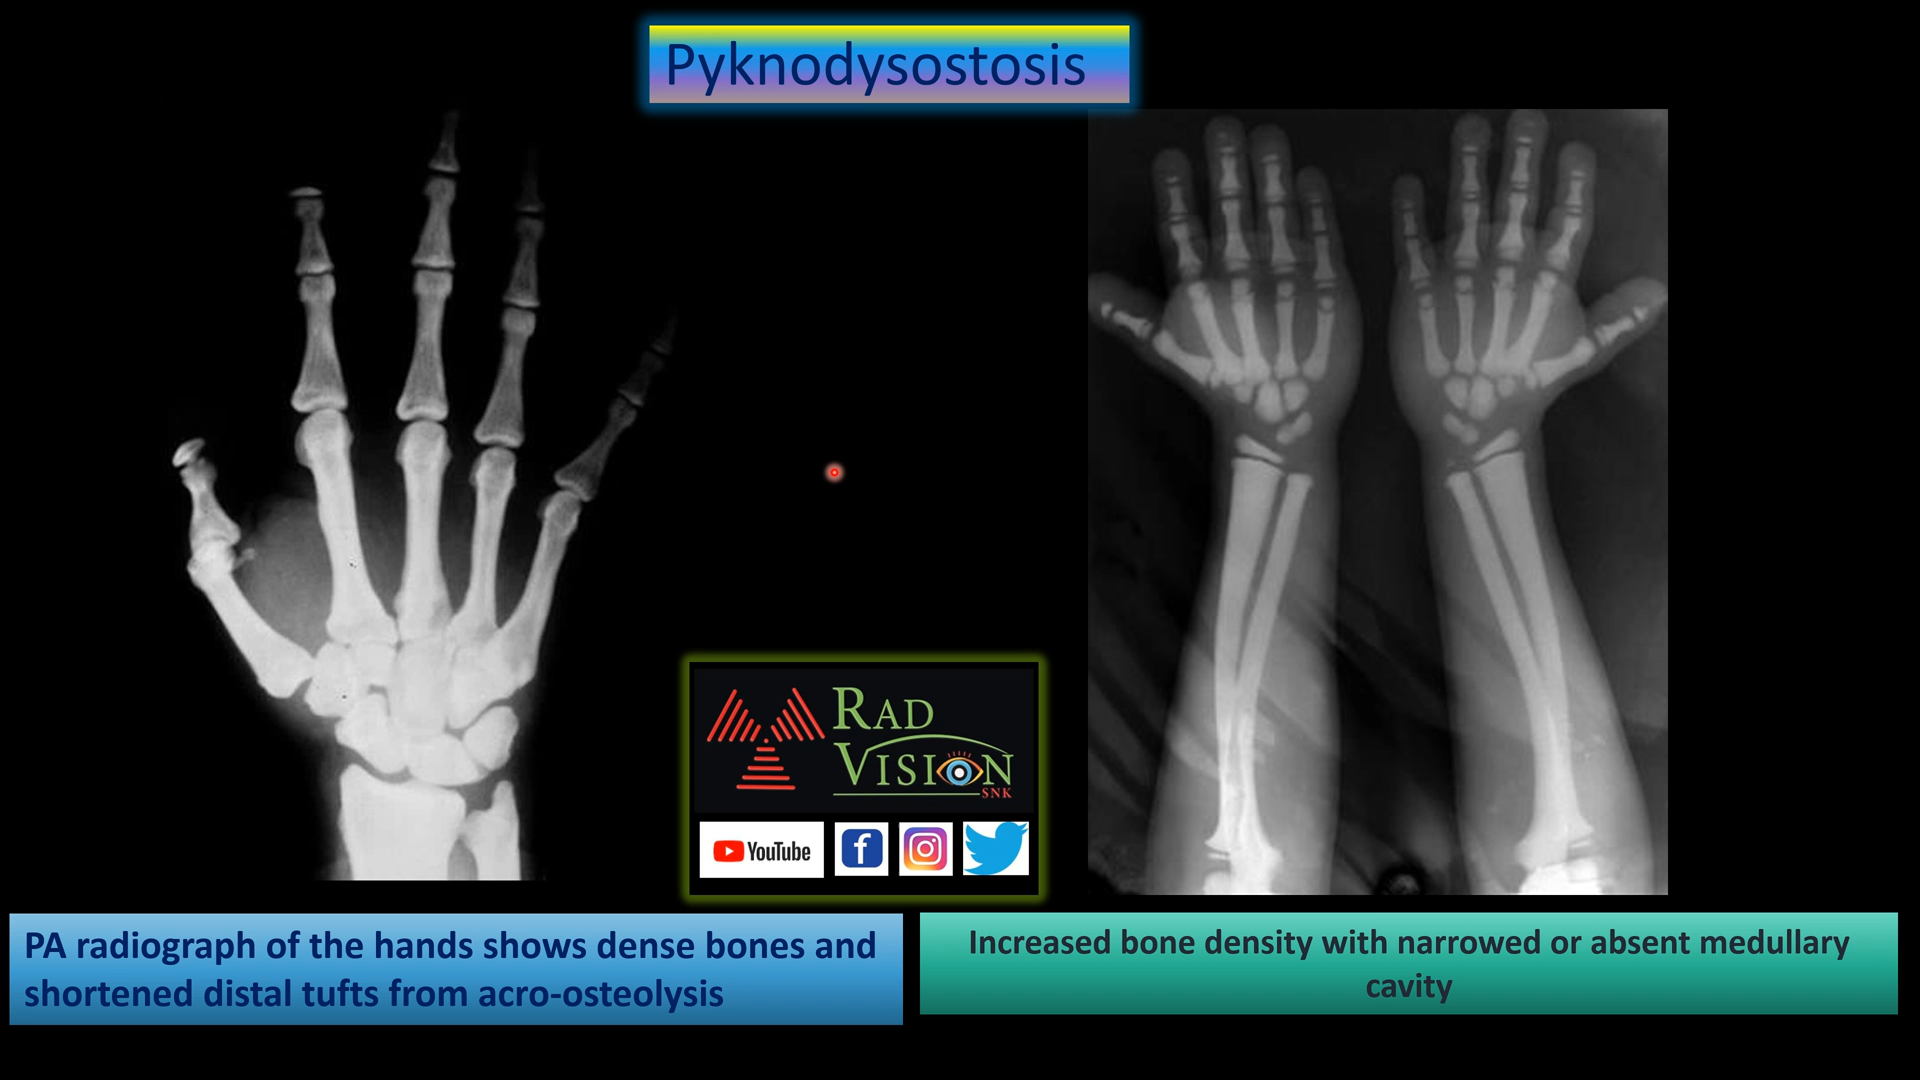 Pyknodysostosis
RAD
VISION
SNK
YouTube
f
PA radiograph of the hands shows dense bones and
shortened distal tufts from acro-osteolysis
Increased bone density with narrowed or absent medullary
cavity